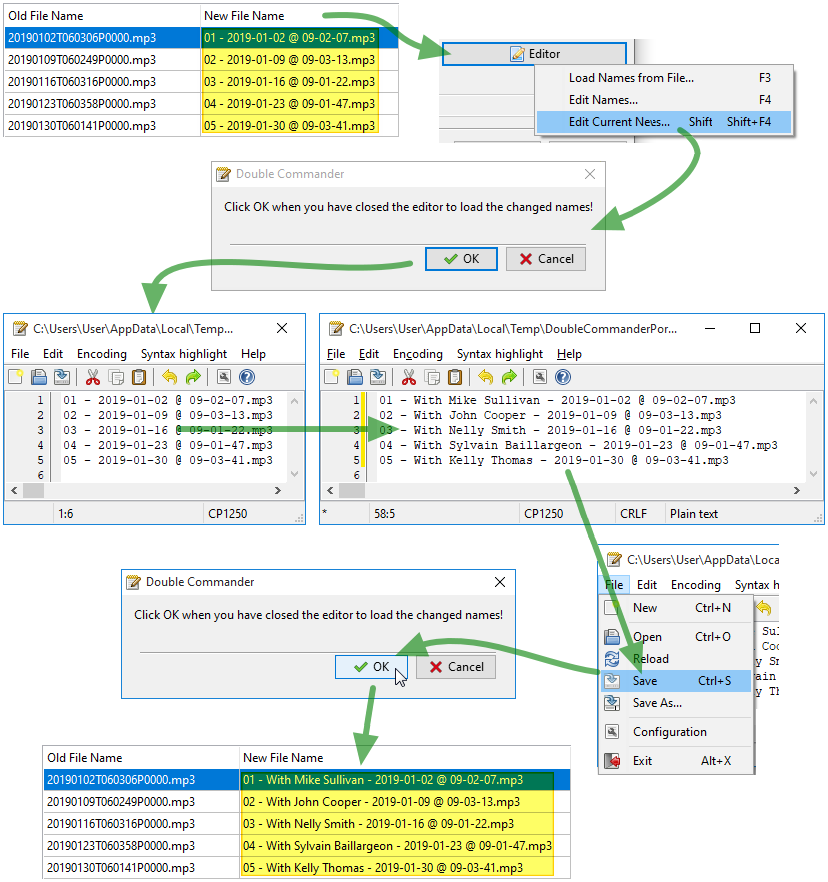 Old File Name New File Name
20190102T060306P0000.mp3 01 - 2019-01-02 @ 09-02-07.mp3
20190109T060249P0000.mp3 02 - 2019-01-09 @ 09-03-13.mp3
20190116T060316P0000.mp3 03 - 2019-01-16 @ 09-01-22.mp3
20190123T060358P0000.mp3 04 - 2019-01-23 @ 09-01-47.mp3
20190130T060141P0000.mp3 05 - 2019-01-30 @ 09-03-41.mp3
Editor
Load Names from File... F3
Edit Names... F4
Edit Current News... Shift Shift+F4
Double Commander
Click OK when you have closed the editor to load the changed names!
OK Cancel
C:\Users\User\AppData\Local\Temp...
File Edit Encoding Syntax highlight Help
1 01 - 2019-01-02 @ 09-02-07.mp3
2 02 - 2019-01-09 @ 09-03-13.mp3
3 03 - 2019-01-16 @ 09-01-22.mp3
4 04 - 2019-01-23 @ 09-01-47.mp3
5 05 - 2019-01-30 @ 09-03-41.mp3
6
1:6 CP1250
C:\Users\User\AppData\Local\Temp\DoubleCommanderPor...
File Edit Encoding Syntax highlight Help
1 01 - With Mike Sullivan - 2019-01-02 @ 09-02-07.mp3
2 02 - With John Cooper - 2019-01-09 @ 09-03-13.mp3
3 03 - With Nelly Smith - 2019-01-16 @ 09-01-22.mp3
4 04 - With Sylvain Baillargeon - 2019-01-23 @ 09-01-47.mp3
5 05 - With Kelly Thomas - 2019-01-30 @ 09-03-41.mp3
6
* 58:5 CP1250 CRLF Plain text
C:\Users\User\AppData\Loca
File Edit Encoding Syntax h
New Ctrl+N
Open Ctrl+O
Reload
Save Ctrl+S
Save As...
Configuration
Exit Alt+X
Double Commander
Click OK when you have closed the editor to load the changed names!
OK Cancel
Old File Name New File Name
20190102T060306P0000.mp3 01 - With Mike Sullivan - 2019-01-02 @ 09-02-07.mp3
20190109T060249P0000.mp3 02 - With John Cooper - 2019-01-09 @ 09-03-13.mp3
20190116T060316P0000.mp3 03 - With Nelly Smith - 2019-01-16 @ 09-01-22.mp3
20190123T060358P0000.mp3 04 - With Sylvain Baillargeon - 2019-01-23 @ 09-01-47.mp3
20190130T060141P0000.mp3 05 - With Kelly Thomas - 2019-01-30 @ 09-03-41.mp3